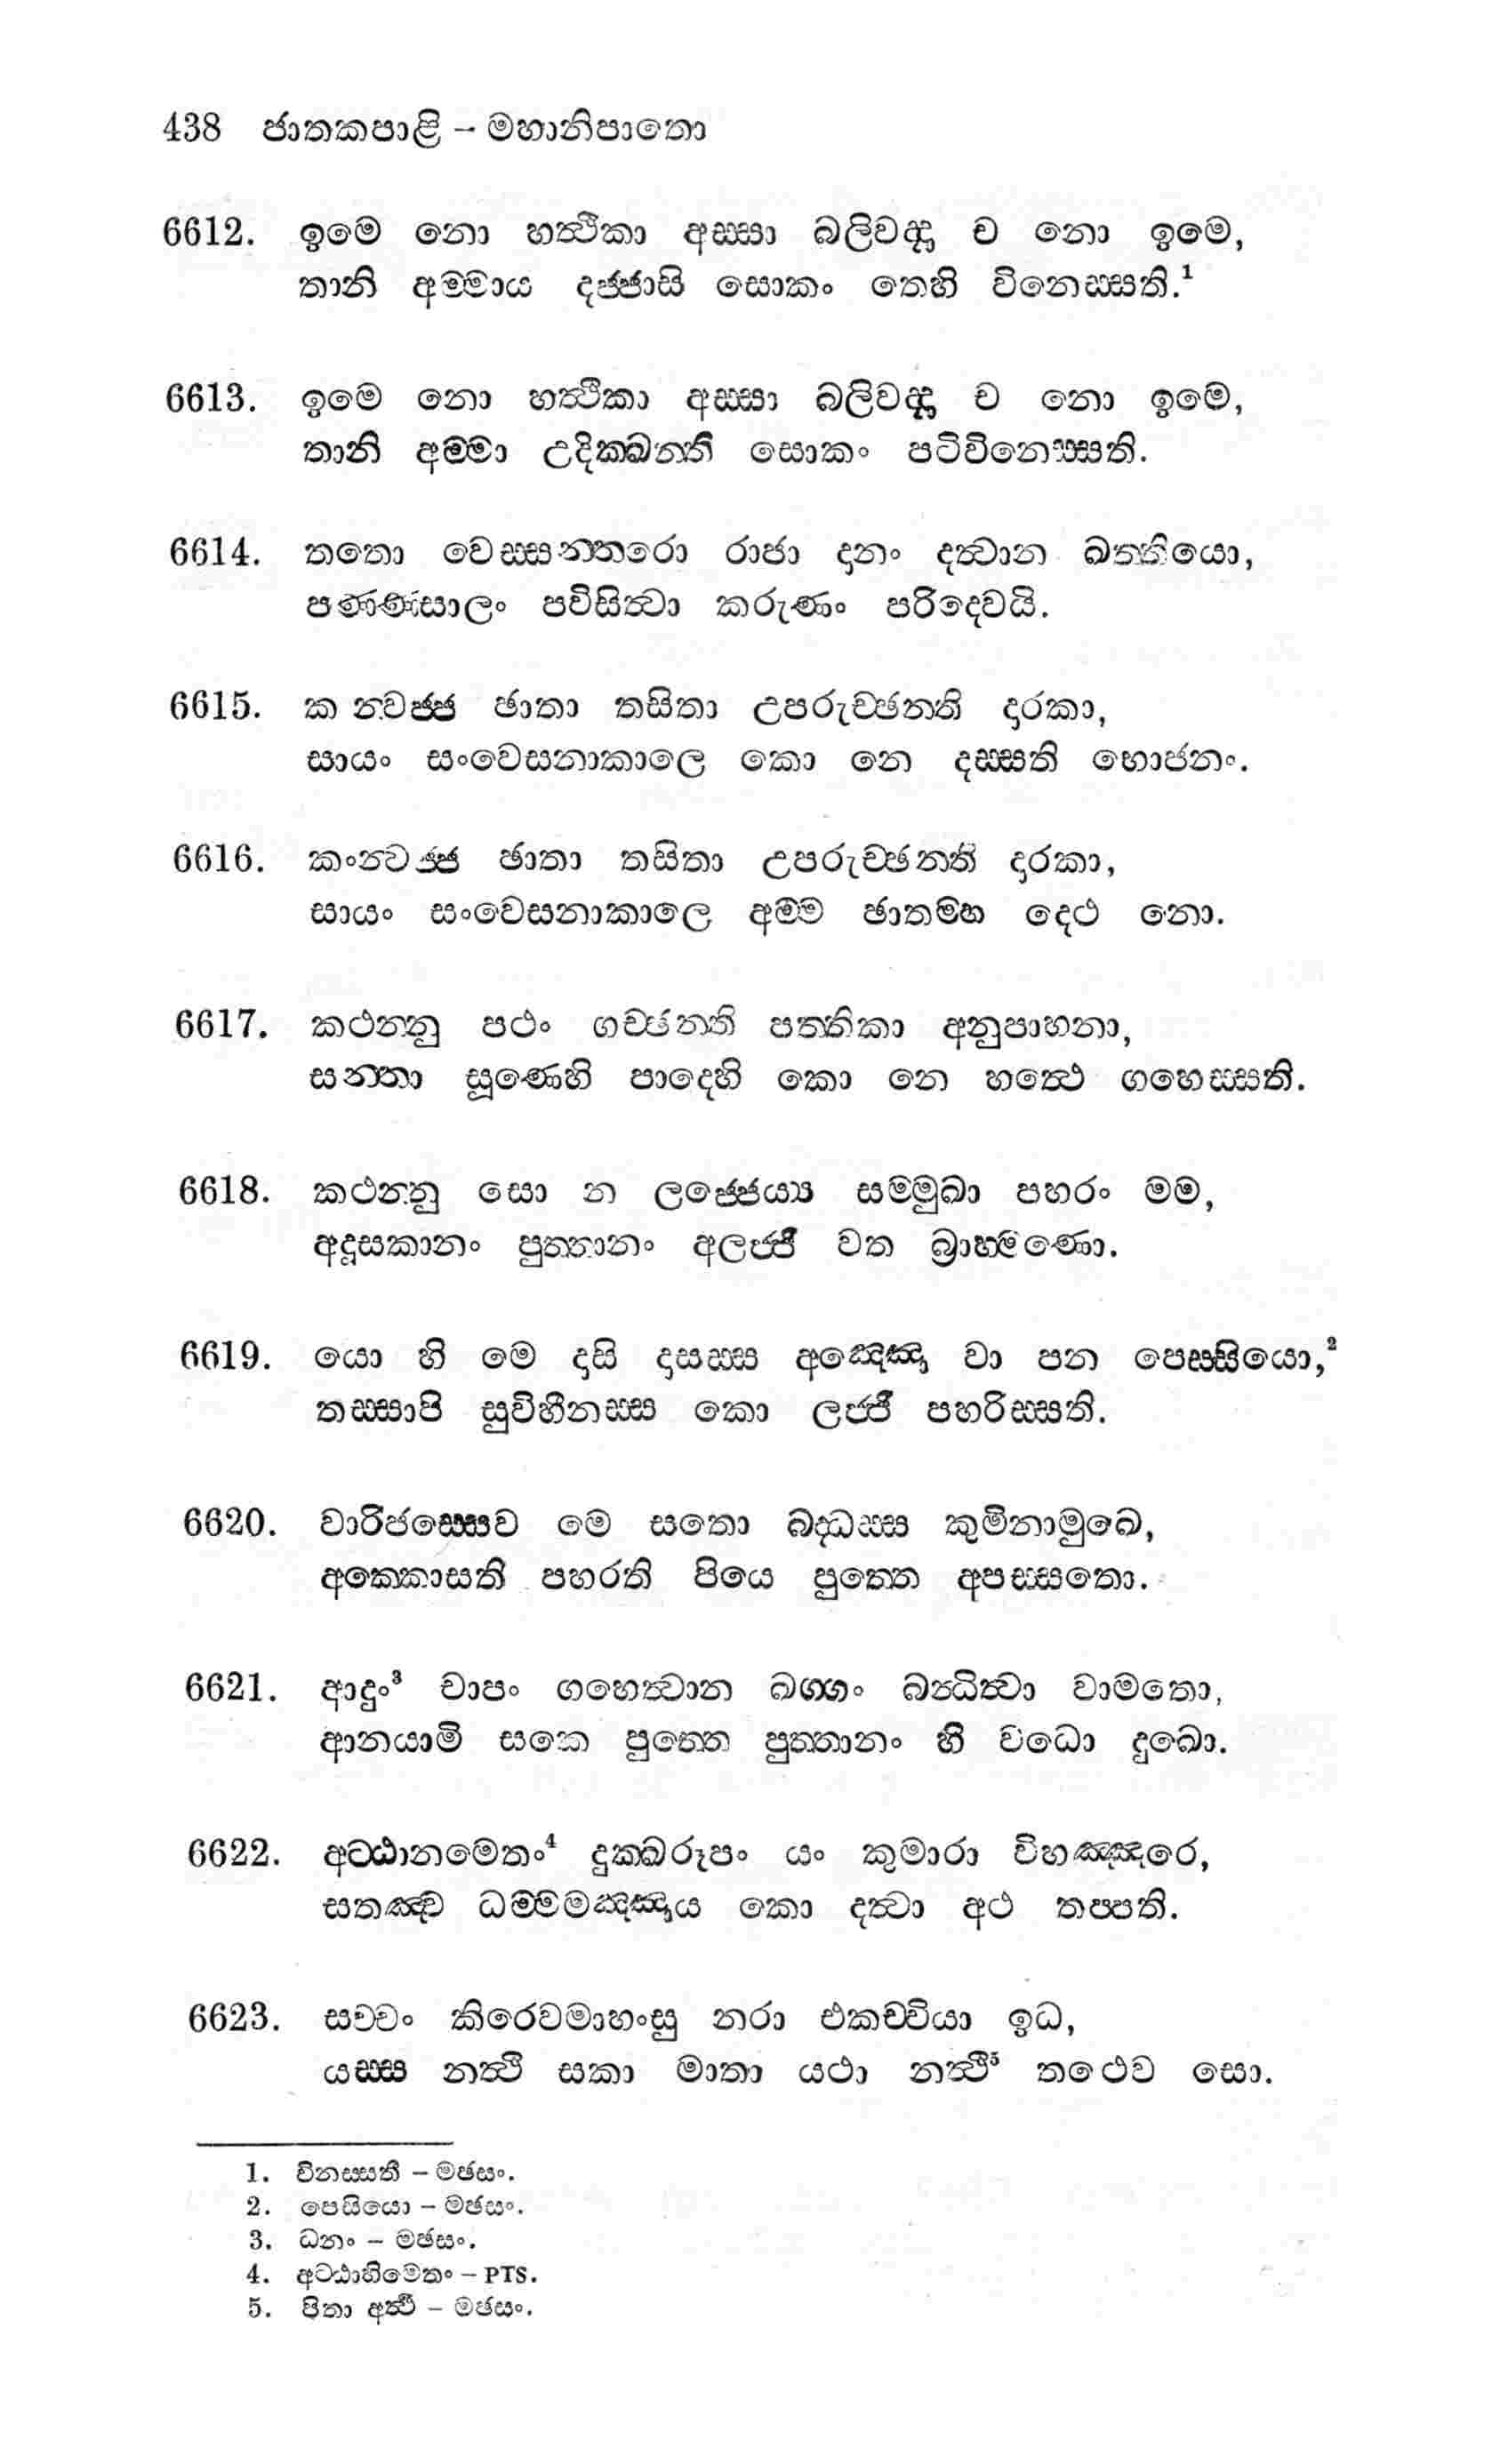 438 ජාතකපාළි – මහානිපාතො
6612. ඉමෙ නො හත්‍ථිකා අස‍්සා බලිවද‍්දා ච නො ඉමෙ,
තානි අම‍්මාය දජ‍්ජාසි සොකං තෙහි විනෙස‍්සති.¹
6613. ඉමෙ නො හත්‍ථිකා අස‍්සා බලිවද‍්දා ච නො ඉමෙ,
තානි අම‍්මා උදික‍්ඛන‍්තී සොකං පටිවිනෙස‍්සති.
6614. තතො වෙස‍්සන‍්තරො රාජා දානං දත්‍වාන ඛත‍්තියො,
පණ‍්ණසාලං පවිසිත්‍වා කරුණං පරිදෙවයි.
6615. ක න්‍වජ‍්ජ ඡාතා තසිතා උපරුච‍්ඡන‍්ති දාරකා,
සායං සංවෙසනාකාලෙ කො නෙ දස‍්සති භොජනං.
6616. කංන්‍වජ‍්ජ ඡාතා තසිතා උපරුච‍්ඡන‍්ති දාරකා,
සායං සංවෙසනාකාලෙ අම‍්ම ඡාතම‍්හ දෙථ නො.
6617. කථන‍්නු පථං ගච‍්ඡන‍්ති පත‍්තිකා අනුපාහනා,
සන‍්තා සූණෙහි පාදෙහි කො නෙ හත්‍ථෙ ගහෙස‍්සති.
6618. කථන‍්නු සො න ලජ‍්ජෙය්‍ය සම‍්මුඛා පහරං මම,
අදූසකානං පුත‍්තානං අලජ‍්ජී වත බ්‍රාහ‍්මණො.
6619. යො හි මෙ දාසි දාසස‍්ස අඤ‍්ඤො වා පන පෙස‍්සියො,²
තස‍්සාපි සුවිහීනස‍්ස කො ලජ‍්ජී පහරිස‍්සති.
6620. වාරිජස‍්සෙව මෙ සතො බද‍්ධස‍්ස කුමිනාමුඛෙ,
අක‍්කොසති පහරති පියෙ පුත‍්තෙ අපස‍්සතො.
6621. ආදුං³ චාපං ගහෙත්‍වාන ඛග‍්ගං බන්‍ධිත්‍වා වාමතො,
ආනයාමි සකෙ පුත‍්තෙ පුත‍්තානං හි වධො දුඛො.
6622. අට‍්ඨානමෙතං⁴ දුක‍්ඛරූපං යං කුමාරා විහඤ‍්ඤරෙ,
සතඤ‍්ච ධම‍්මමඤ‍්ඤාය කො දත්‍වා අථ තප‍්පති.
6623. සච‍්චං කිරෙවමාහංසු නරා එකච‍්චියා ඉධ,
යස‍්ස නත්‍ථි සකා මාතා යථා නත්‍ථි⁵ තථෙව සො.
1. විනස‍්සතී – මඡසං.
2. පෙසියො – මඡසං.
3. ධනං – මඡසං.
4. අට‍්ඨාහිමෙතං – PTS.
5. පිතා අත්‍ථි – මඡසං.